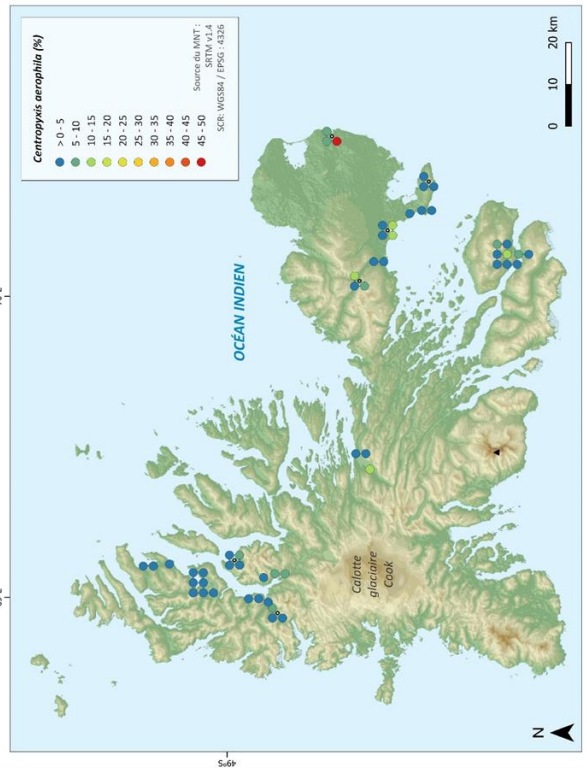 Centropyxis aerophila (%)
> 0 - 5
5 - 10
10 - 15
15 - 20
20 - 25
25 - 30
30 - 35
35 - 40
40 - 45
45 - 50
Source du MNT :
SRTM v1.4
SCR: WGS84 / EPSG : 4326
0 10 20 km
OCÉAN INDIEN
Calotte
glaciaire
Cook
N
49°S